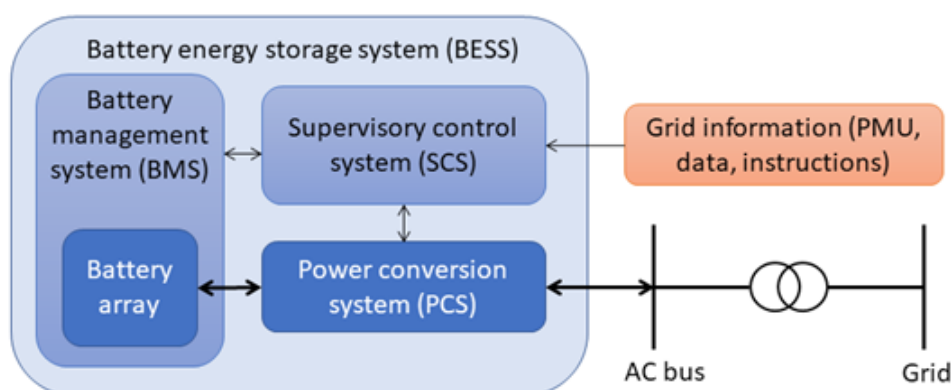 Battery energy storage system (BESS)
Battery
management
system (BMS)
Supervisory control
system (SCS)
Grid information (PMU,
data, instructions)
Battery
array
Power conversion
system (PCS)
AC bus
Grid